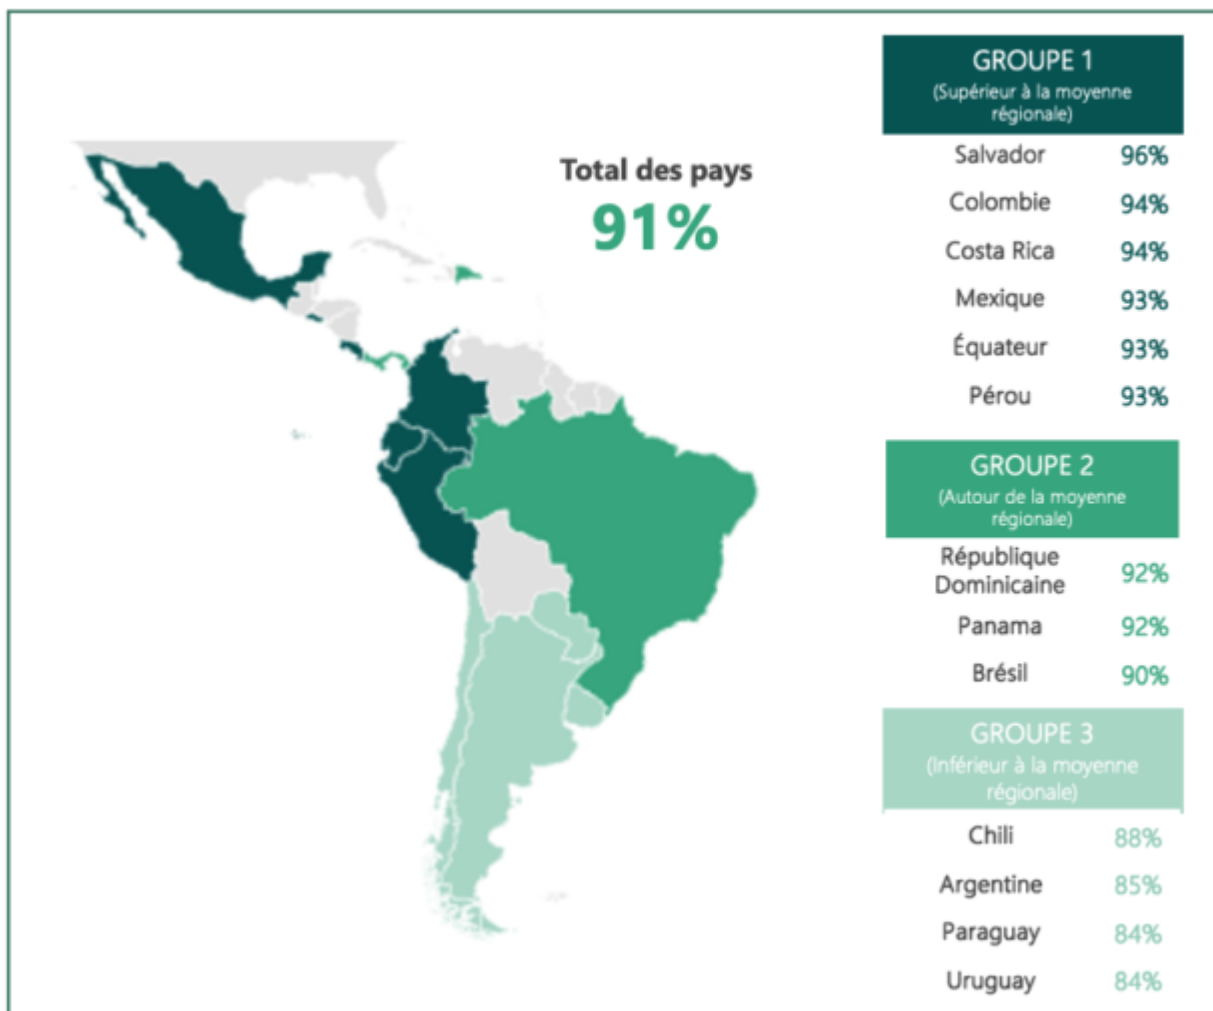 Total des pays
91%
GROUPE 1
(Supérieur à la moyenne
régionale)
Salvador 96%
Colombie 94%
Costa Rica 94%
Mexique 93%
Équateur 93%
Pérou 93%
GROUPE 2
(Autour de la moyenne
régionale)
République
Dominicaine 92%
Panama 92%
Brésil 90%
GROUPE 3
(Inférieur à la moyenne
régionale)
Chili 88%
Argentine 85%
Paraguay 84%
Uruguay 84%